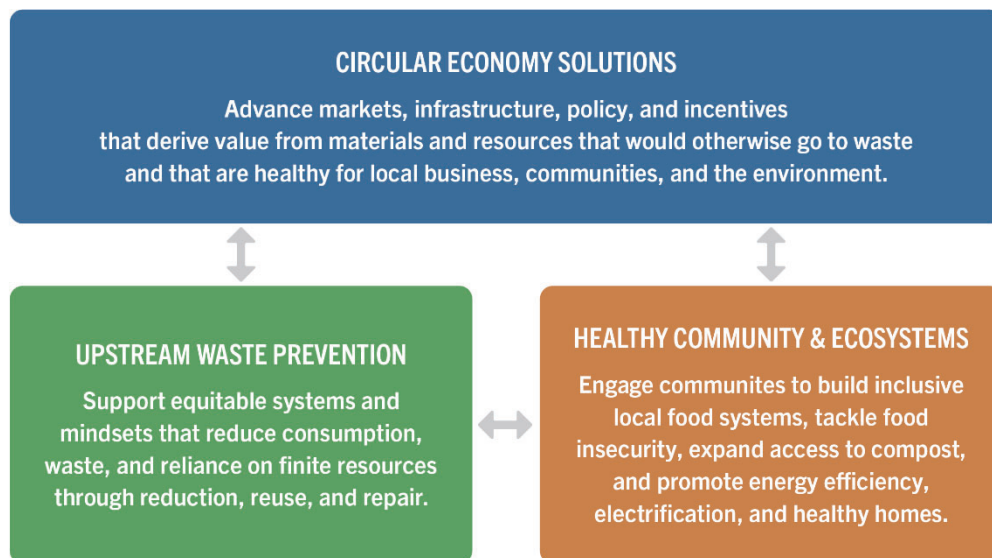 CIRCULAR ECONOMY SOLUTIONS
Advance markets, infrastructure, policy, and incentives
that derive value from materials and resources that would otherwise go to waste
and that are healthy for local business, communities, and the environment.
UPSTREAM WASTE PREVENTION
Support equitable systems and
mindsets that reduce consumption,
waste, and reliance on finite resources
through reduction, reuse, and repair.
HEALTHY COMMUNITY & ECOSYSTEMS
Engage communites to build inclusive
local food systems, tackle food
insecurity, expand access to compost,
and promote energy efficiency,
electrification, and healthy homes.